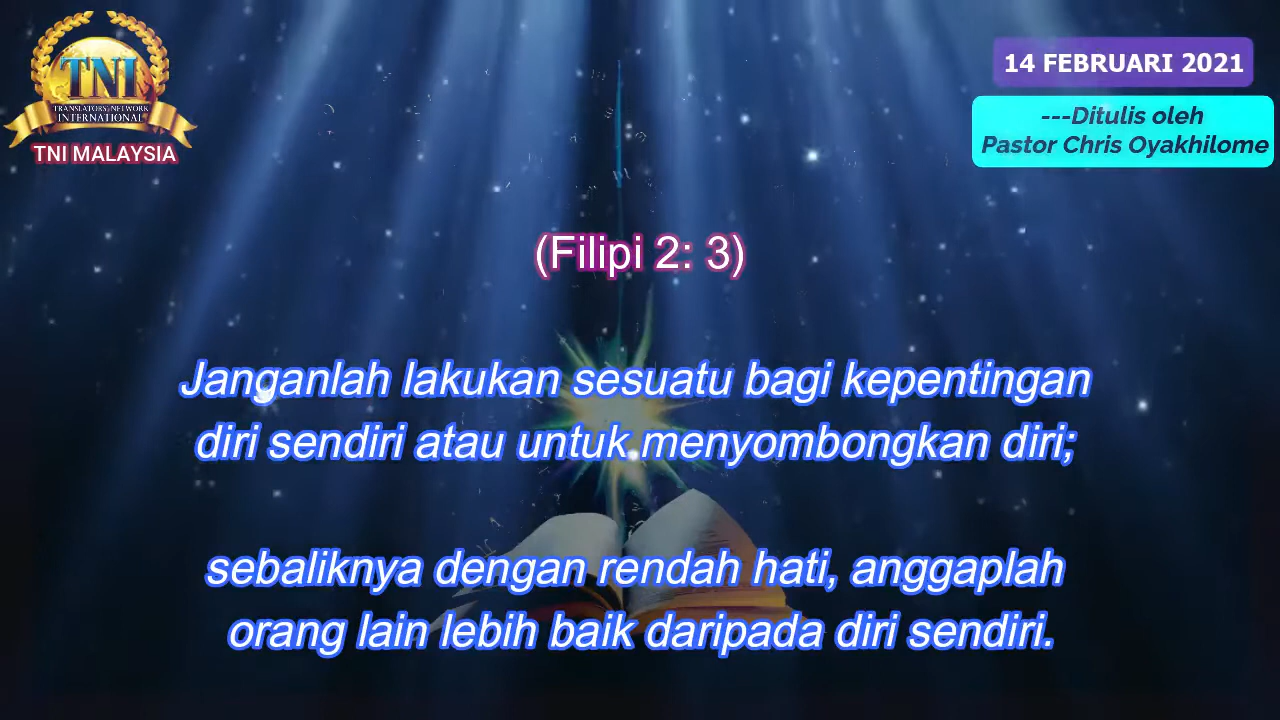 TNI
TRANSLATORS' NETWORK
INTERNATIONAL
TNI MALAYSIA
14 FEBRUARI 2021
---Ditulis oleh
Pastor Chris Oyakhilome
(Filipi 2: 3)
Janganlah lakukan sesuatu bagi kepentingan
diri sendiri atau untuk menyombongkan diri;
sebaliknya dengan rendah hati, anggaplah
orang lain lebih baik daripada diri sendiri.